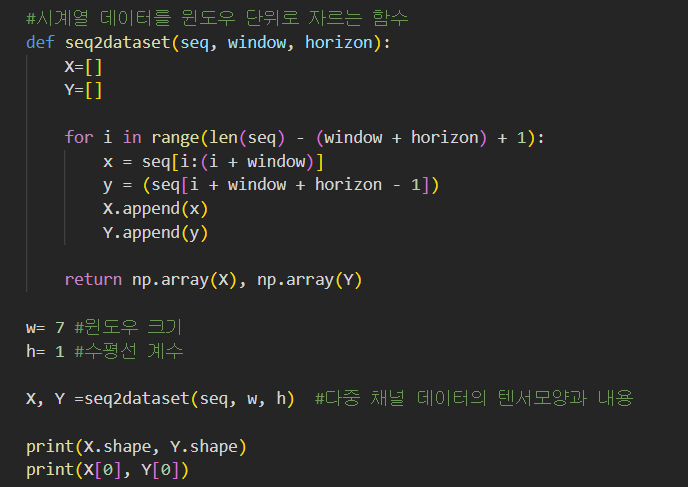 #시계열 데이터를 윈도우 단위로 자르는 함수
def seq2dataset(seq, window, horizon):
    X=[]
    Y=[]
    for i in range(len(seq) - (window + horizon) + 1):
        x = seq[i:(i + window)]
        y = (seq[i + window + horizon - 1])
        X.append(x)
        Y.append(y)
    return np.array(X), np.array(Y)
w= 7 #윈도우 크기
h= 1 #수평선 계수
X, Y =seq2dataset(seq, w, h)  #다중 채널 데이터의 텐서모양과 내용
print(X.shape, Y.shape)
print(X[0], Y[0])